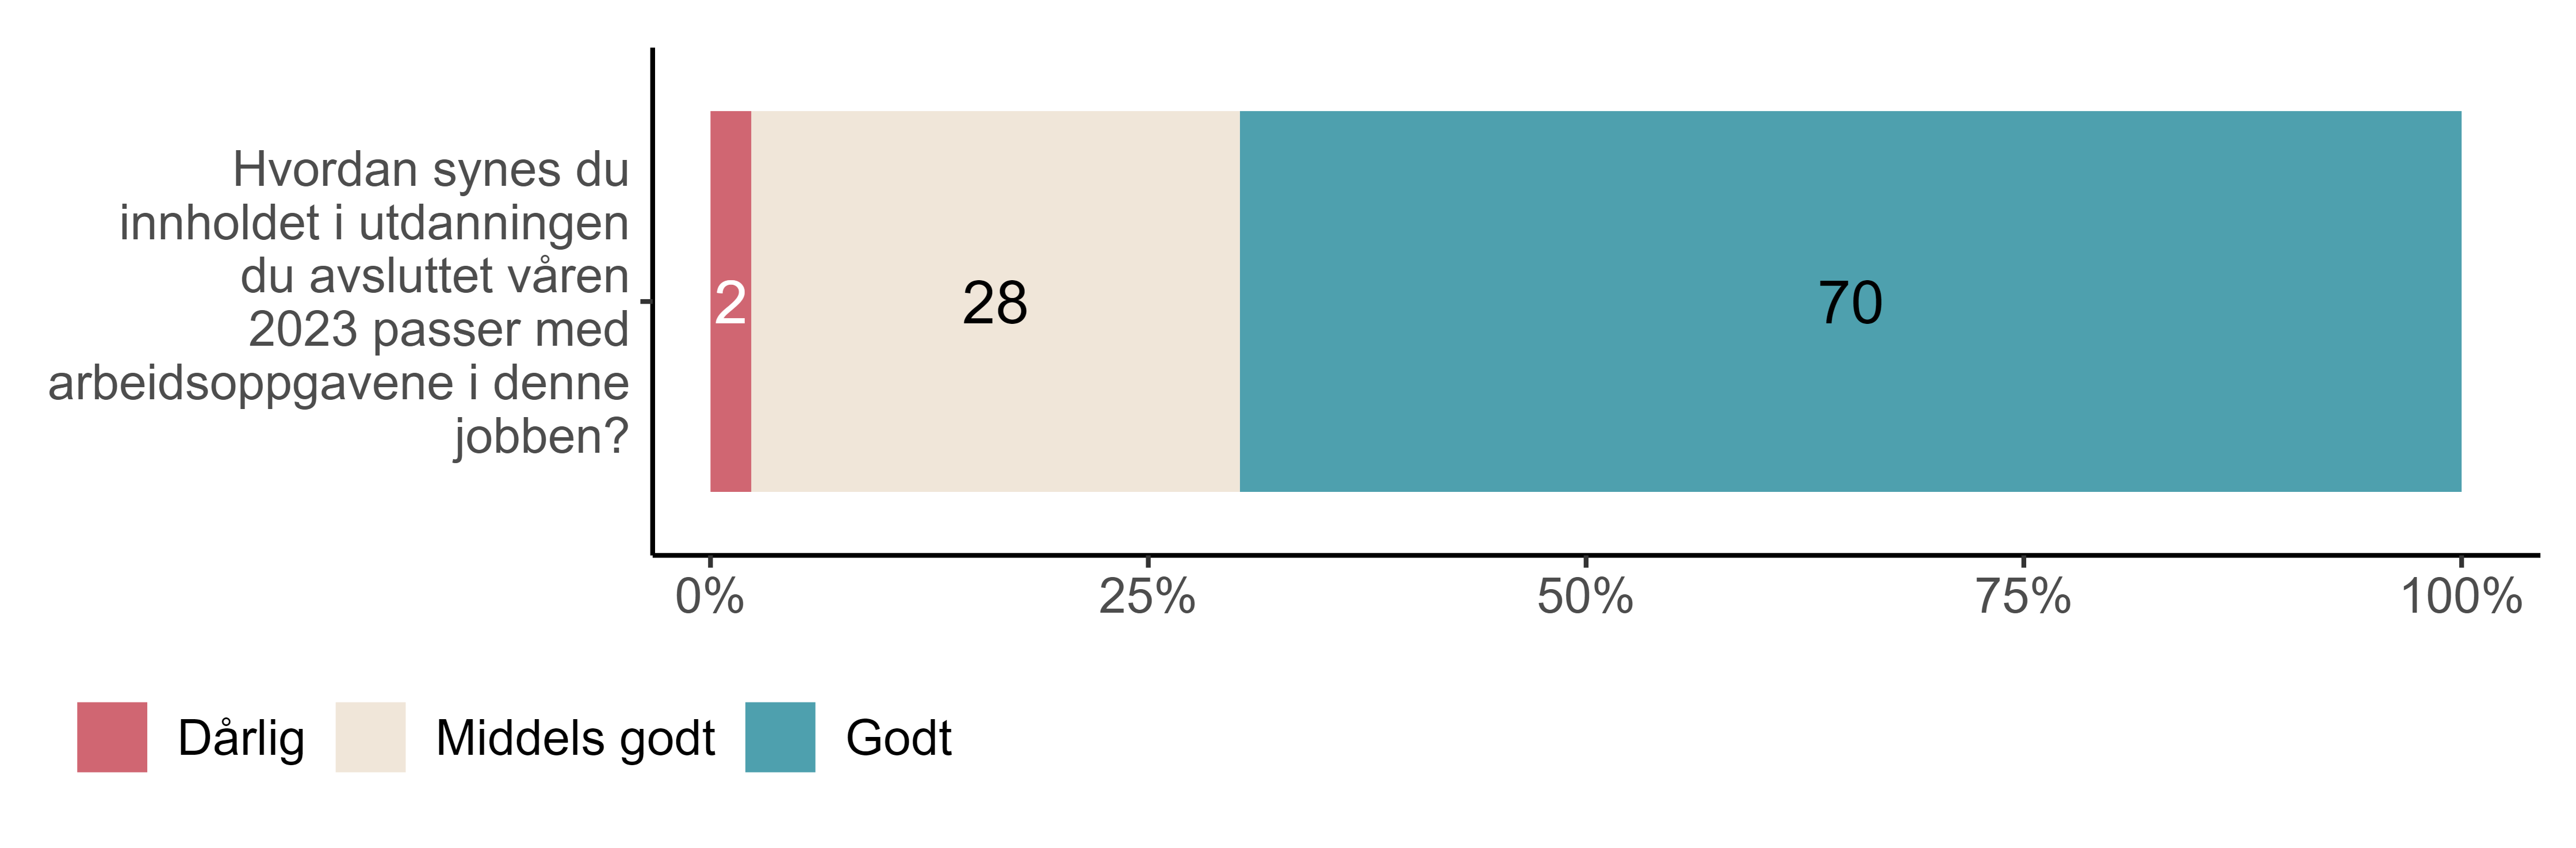 Hvordan synes du
innholdet i utdanningen
du avsluttet våren
2023 passer med
arbeidsoppgavene i denne
jobben?
2
28
70
0%
25%
50%
75%
100%
Dårlig
Middels godt
Godt